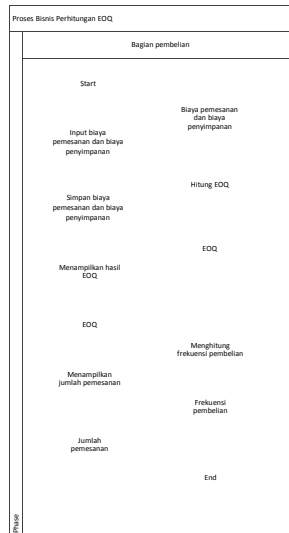 Proses Bisnis Perhitungan EOQ
Bagian pembelian
Start
Biaya pemesanan
dan biaya
penyimpanan
Input biaya
pemesanan dan biaya
penyimpanan
Hitung EOQ
Simpan biaya
pemesanan dan biaya
penyimpanan
EOQ
Menampilkan hasil
EOQ
EOQ
Menghitung
frekuensi pembelian
Menampilkan
jumlah pemesanan
Frekuensi
pembelian
Jumlah
pemesanan
End
Phase